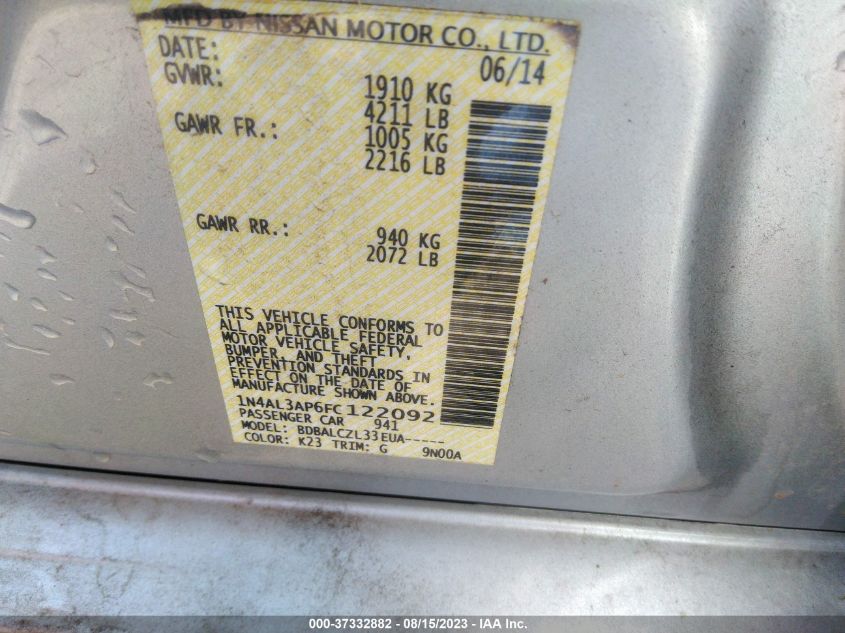 MFD BY NISSAN MOTOR CO., LTD.
DATE: 06/14
GVWR: 1910 KG
4211 LB
GAWR FR.: 1005 KG
2216 LB
GAWR RR.: 940 KG
2072 LB
THIS VEHICLE CONFORMS TO
ALL APPLICABLE FEDERAL
MOTOR VEHICLE SAFETY,
BUMPER, AND THEFT
PREVENTION STANDARDS IN
EFFECT ON THE DATE OF
MANUFACTURE SHOWN ABOVE.
1N4AL3AP6FC122092
PASSENGER CAR 941
MODEL: BDBALCZL33EUA-----
COLOR: K23 TRIM: G 9N00A
000-37332882 - 08/15/2023 - IAA Inc.